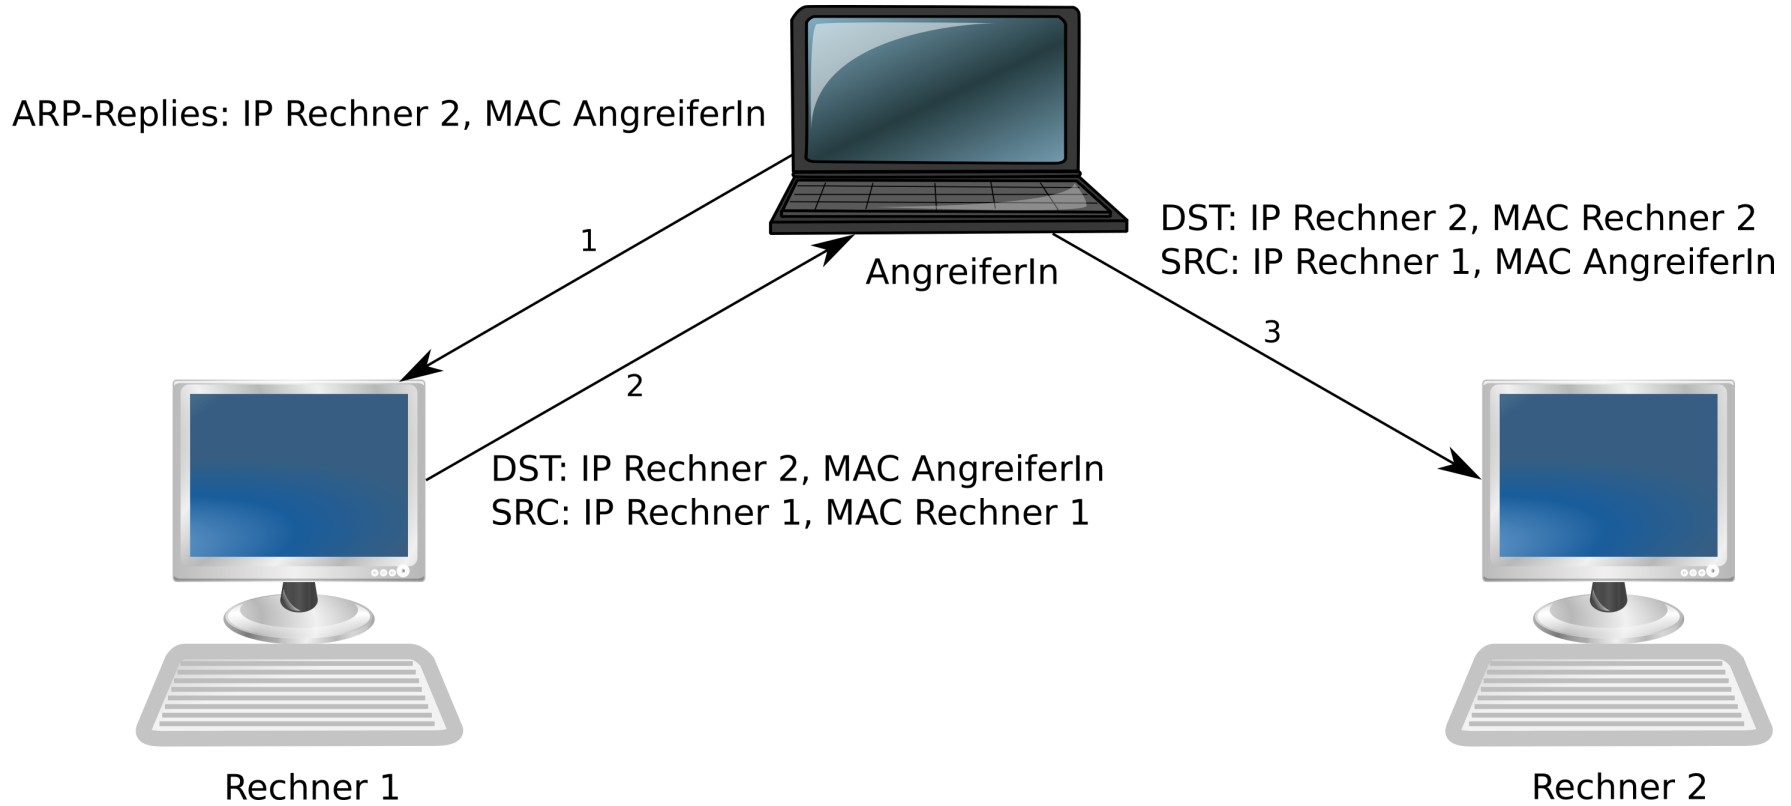 ARP-Replies: IP Rechner 2, MAC AngreiferIn
1
DST: IP Rechner 2, MAC Rechner 2
SRC: IP Rechner 1, MAC AngreiferIn
AngreiferIn
3
2
DST: IP Rechner 2, MAC AngreiferIn
SRC: IP Rechner 1, MAC Rechner 1
Rechner 1
Rechner 2